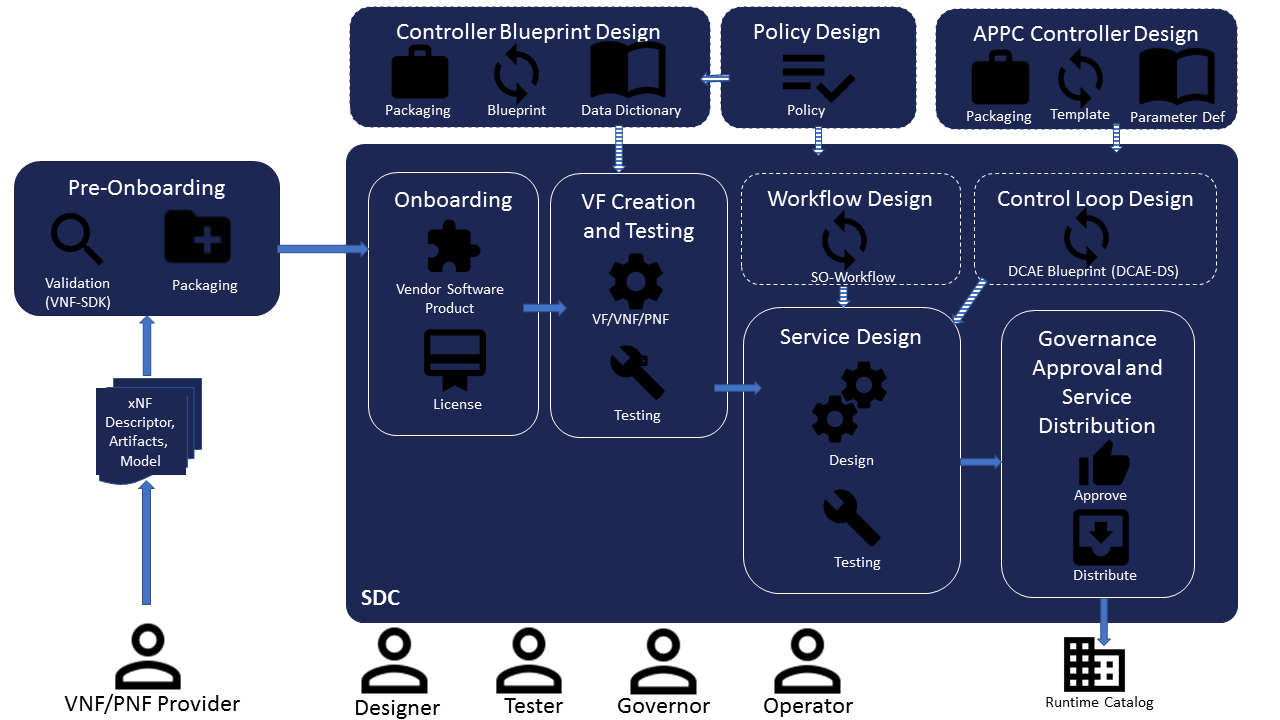 Controller Blueprint Design
Packaging
Blueprint
Data Dictionary
Policy Design
Policy
APPC Controller Design
Packaging
Template
Parameter Def
Pre-Onboarding
Validation
(VNF-SDK)
Packaging
xNF
Descriptor,
Artifacts,
Model
VNF/PNF Provider
Onboarding
Vendor Software
Product
License
VF Creation
and Testing
VF/VNF/PNF
Testing
Workflow Design
SO-Workflow
Control Loop Design
DCAE Blueprint (DCAE-DS)
Service Design
Design
Testing
Governance
Approval and
Service
Distribution
Approve
Distribute
SDC
Designer
Tester
Governor
Operator
Runtime Catalog